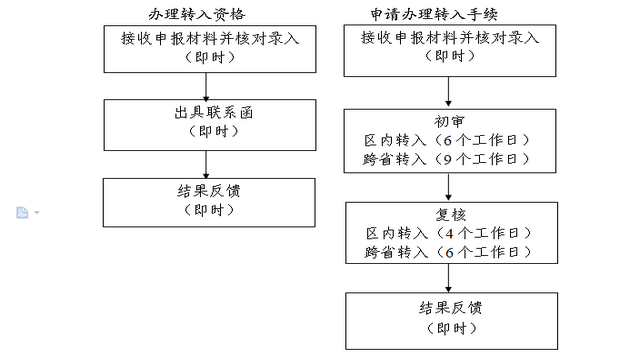 办理转入资格
接收申报材料并核对录入
（即时）
出具联系函
（即时）
结果反馈
（即时）
申请办理转入手续
接收申报材料并核对录入
（即时）
初审
区内转入（6个工作日）
跨省转入（9个工作日）
复核
区内转入（4个工作日）
跨省转入（6个工作日）
结果反馈
（即时）